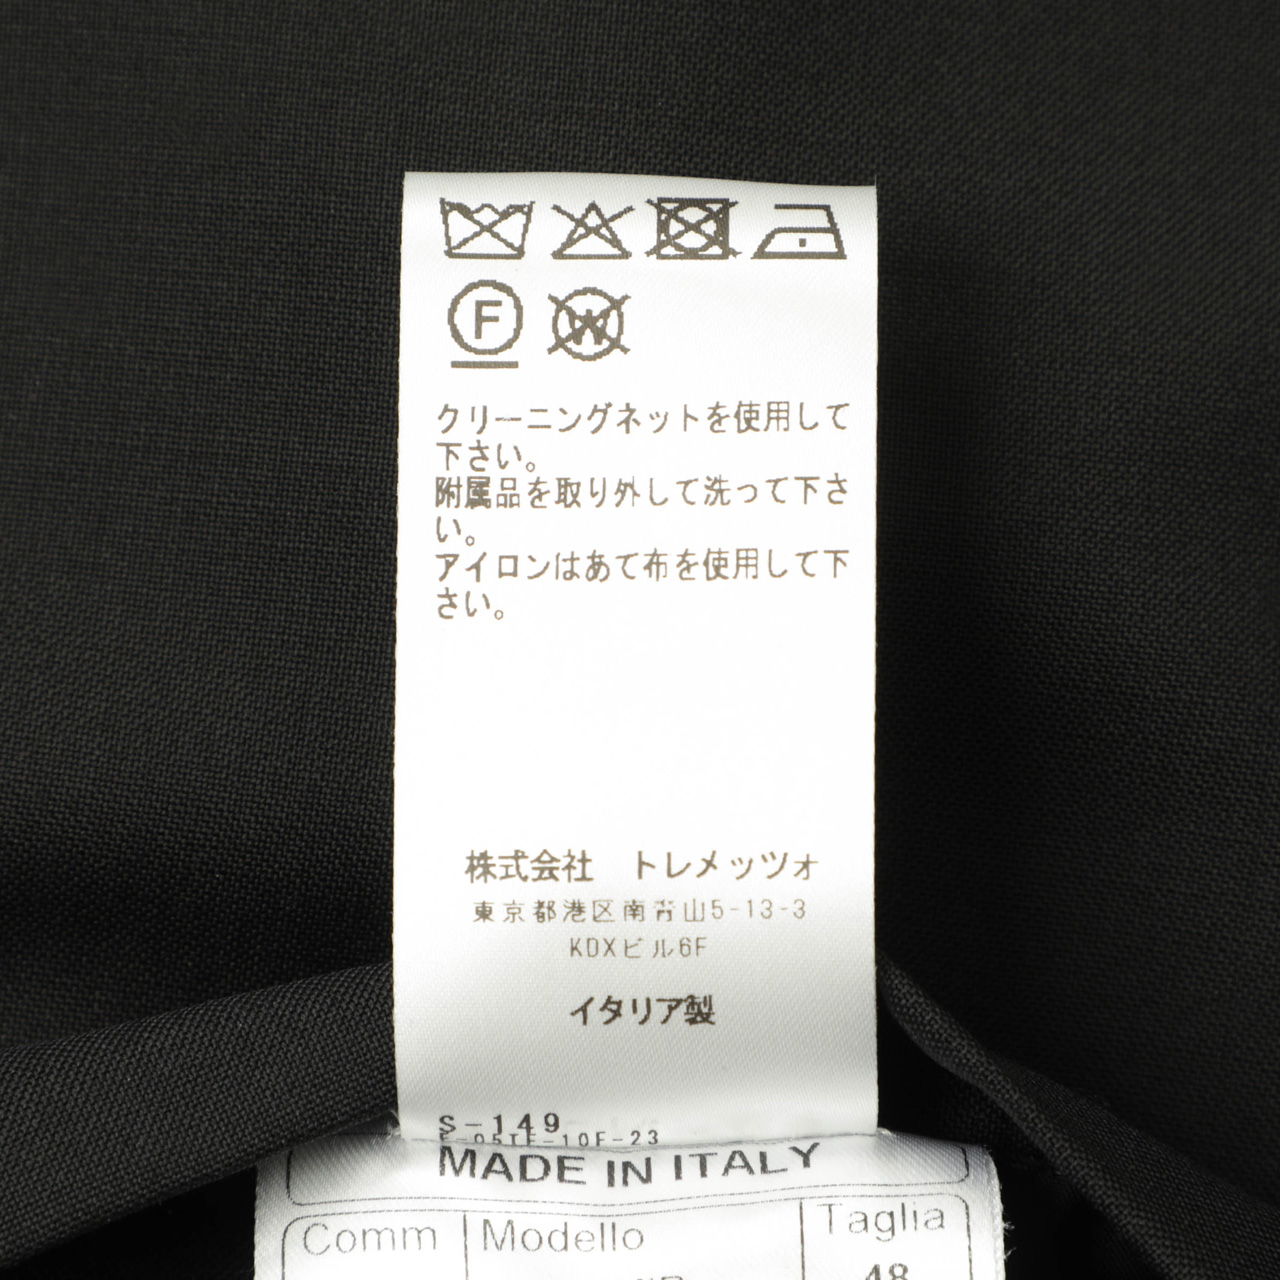 F W
クリーニングネットを使用して
下さい。
附属品を取り外して洗って下さ
い。
アイロンはあて布を使用して下
さい。
株式会社 トレメッツォ
東京都港区南青山5-13-3
KDXビル6F
イタリア製
S-149
MADE IN ITALY
Comm Modello Taglia
48